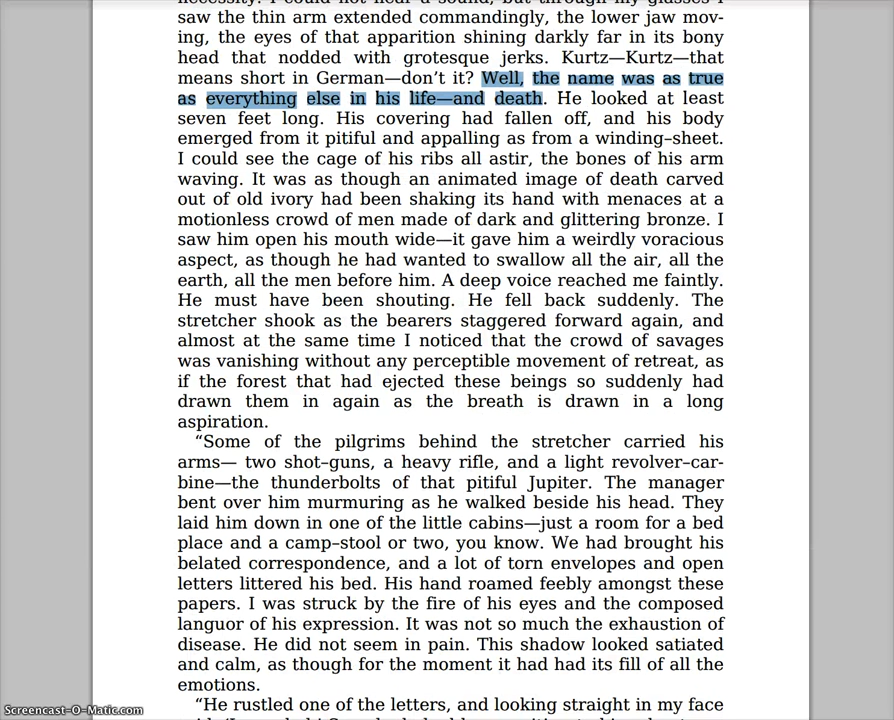 necessity. I could not hear a sound, but through my glasses I
saw the thin arm extended commandingly, the lower jaw mov-
ing, the eyes of that apparition shining darkly far in its bony
head that nodded with grotesque jerks. Kurtz—Kurtz—that
means short in German—don't it? Well, the name was as true
as everything else in his life—and death. He looked at least
seven feet long. His covering had fallen off, and his body
emerged from it pitiful and appalling as from a winding–sheet.
I could see the cage of his ribs all astir, the bones of his arm
waving. It was as though an animated image of death carved
out of old ivory had been shaking its hand with menaces at a
motionless crowd of men made of dark and glittering bronze. I
saw him open his mouth wide—it gave him a weirdly voracious
aspect, as though he had wanted to swallow all the air, all the
earth, all the men before him. A deep voice reached me faintly.
He must have been shouting. He fell back suddenly. The
stretcher shook as the bearers staggered forward again, and
almost at the same time I noticed that the crowd of savages
was vanishing without any perceptible movement of retreat, as
if the forest that had ejected these beings so suddenly had
drawn them in again as the breath is drawn in a long
aspiration.
“Some of the pilgrims behind the stretcher carried his
arms— two shot–guns, a heavy rifle, and a light revolver–car-
bine—the thunderbolts of that pitiful Jupiter. The manager
bent over him murmuring as he walked beside his head. They
laid him down in one of the little cabins—just a room for a bed
place and a camp–stool or two, you know. We had brought his
belated correspondence, and a lot of torn envelopes and open
letters littered his bed. His hand roamed feebly amongst these
papers. I was struck by the fire of his eyes and the composed
languor of his expression. It was not so much the exhaustion of
disease. He did not seem in pain. This shadow looked satiated
and calm, as though for the moment it had had its fill of all the
emotions.
“He rustled one of the letters, and looking straight in my face
Screencast-O-Matic.com